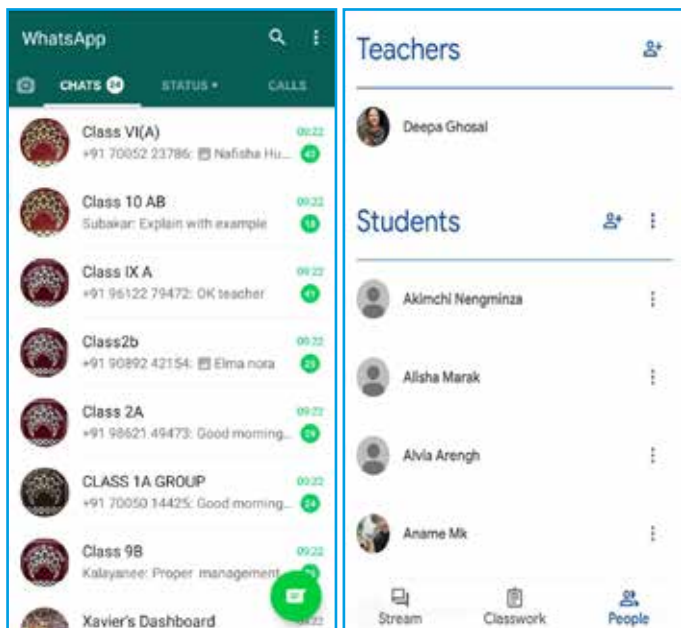 WhatsApp
CHATS 24 STATUS • CALLS
Class VI(A) 09:22
+91 70052 23786: Nafisha Hu...
Class 10 AB 09:22
Subakar: Explain with example 18
Class IX A 09:22
+91 96122 79472: OK teacher 41
Class2b 09:22
+91 90892 42154: Elma nora 25
Class 2A 09:22
+91 98621 49473: Good morning... 29
CLASS 1A GROUP 09:22
+91 70050 14425: Good morning... 24
Class 9B 09:22
Kalayanee: Proper management
Xavier's Dashboard 09:22
Teachers
Deepa Ghosal
Students
Akimchi Nengminza
Alisha Marak
Alvia Arengh
Aname Mk
Stream Classwork People